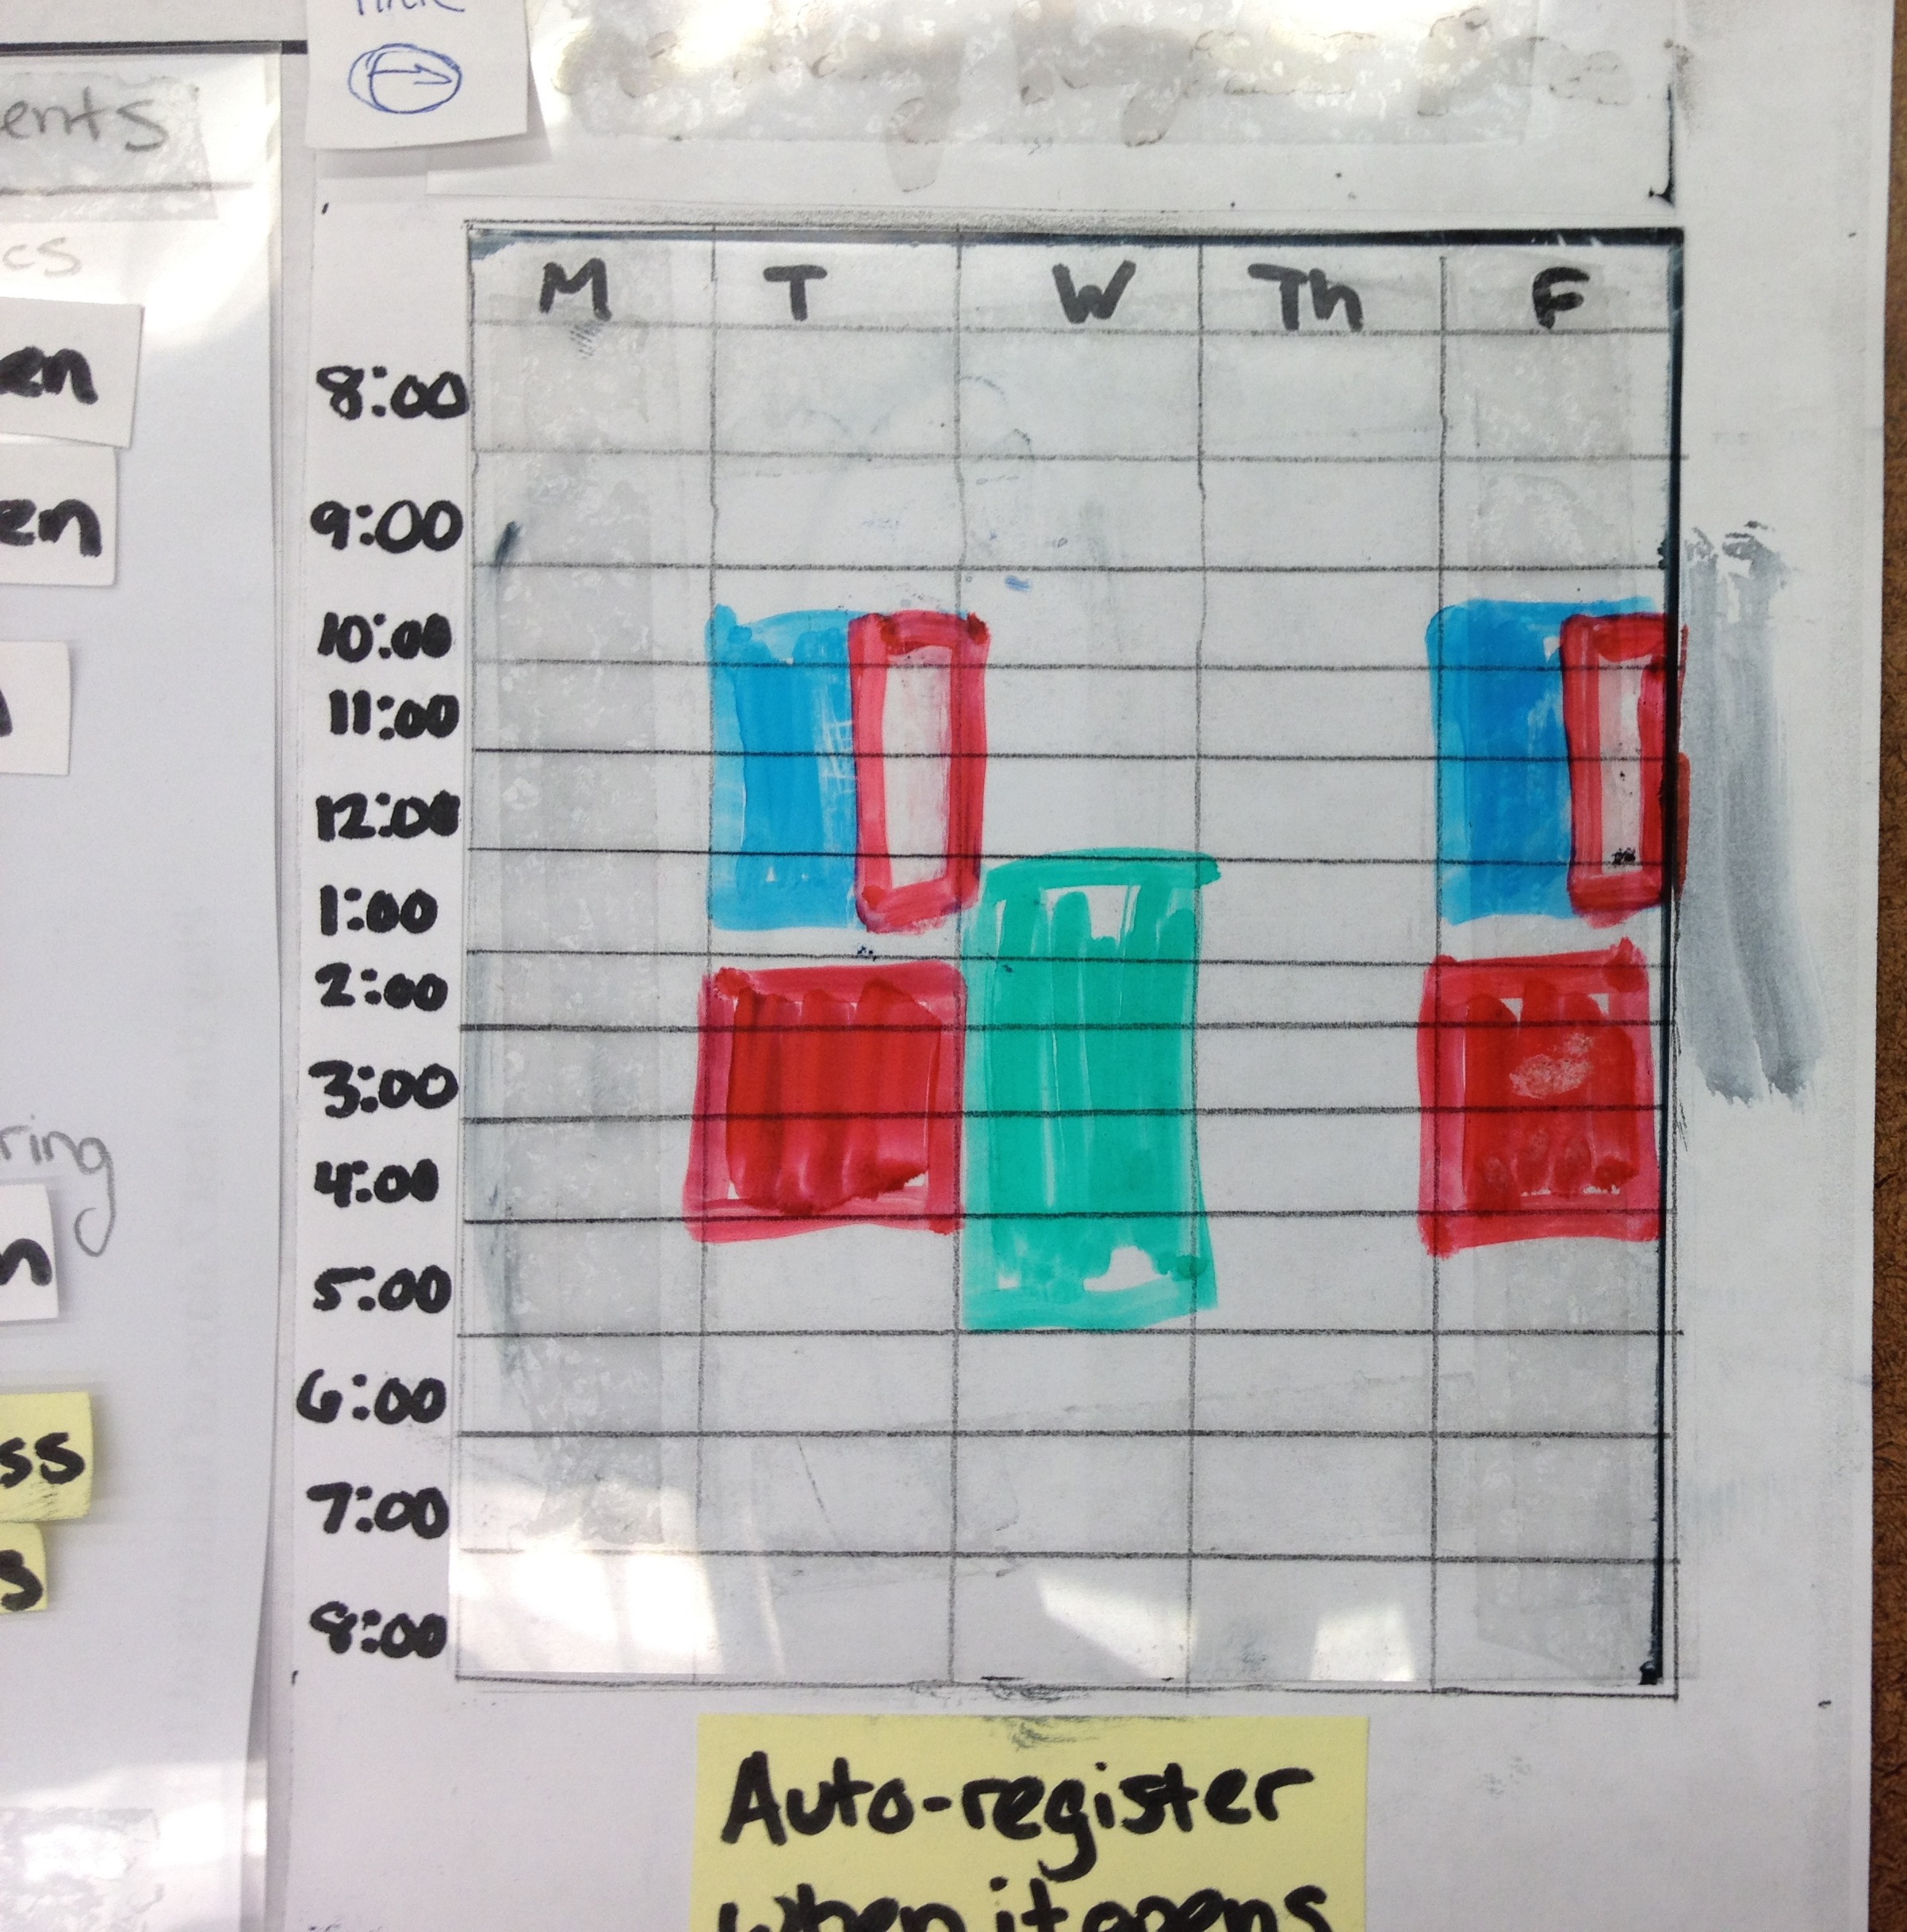 ents
cs
en
en
M T W Th F
8:00
9:00
10:00
11:00
12:00
1:00
2:00
3:00
4:00
5:00
6:00
7:00
8:00
ring
n
ss
s
Auto-register
when it opens